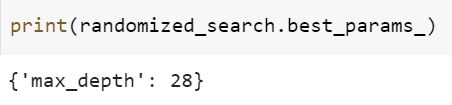 print(randomized_search.best_params_)
{'max_depth': 28}